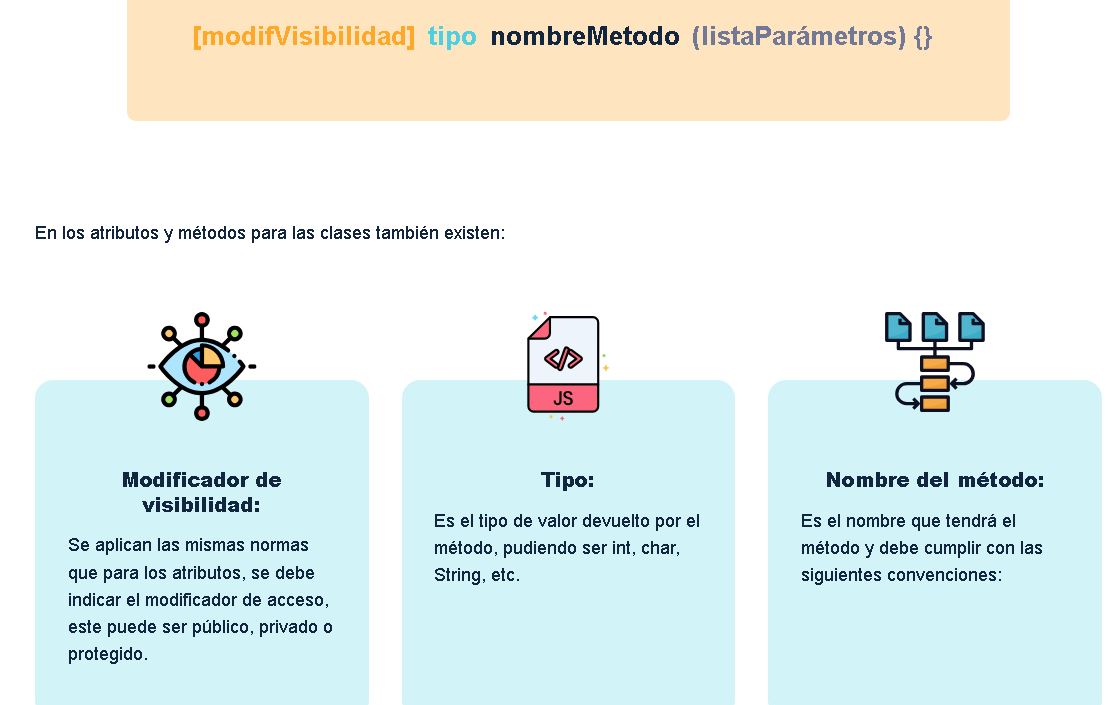 [modifVisibilidad] tipo nombreMetodo (listaParámetros) {}
En los atributos y métodos para las clases también existen:
JS
Modificador de
visibilidad:
Se aplican las mismas normas
que para los atributos, se debe
indicar el modificador de acceso,
este puede ser público, privado o
protegido.
Tipo:
Es el tipo de valor devuelto por el
método, pudiendo ser int, char,
String, etc.
Nombre del método:
Es el nombre que tendrá el
método y debe cumplir con las
siguientes convenciones: